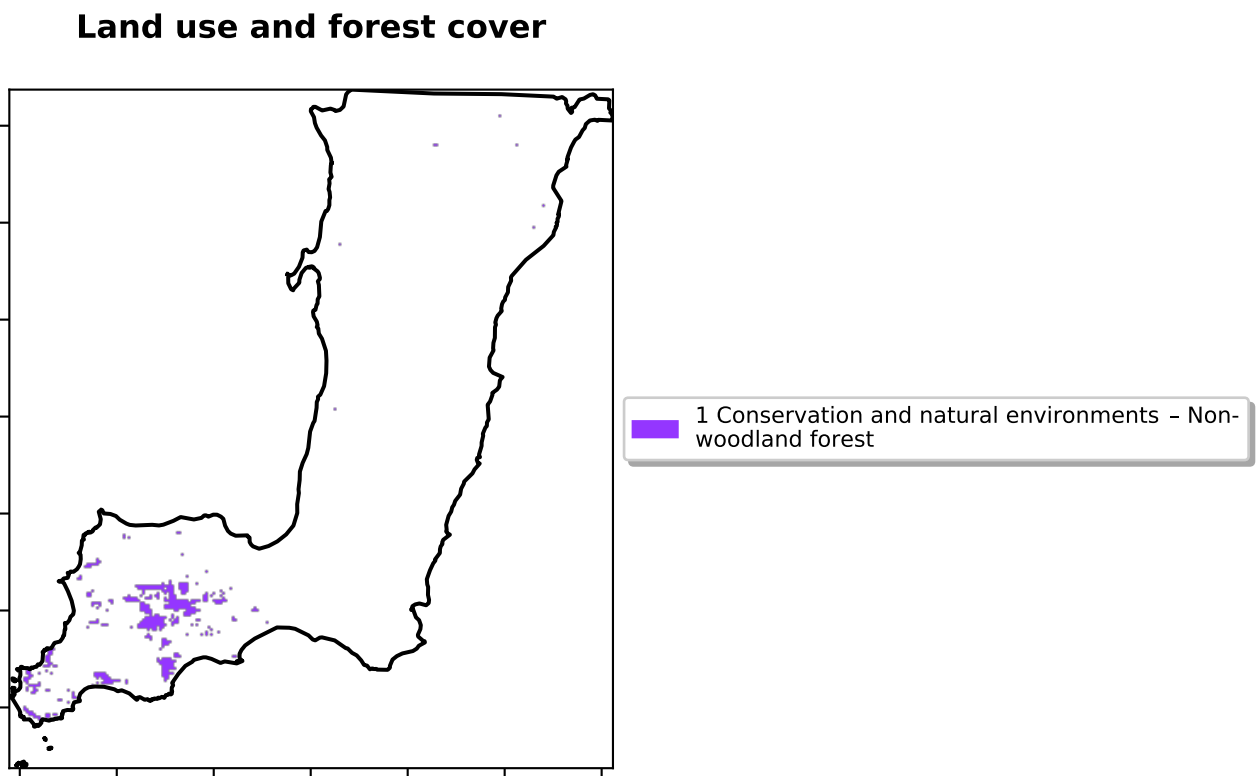 Land use and forest cover
1 Conservation and natural environments – Non-
woodland forest